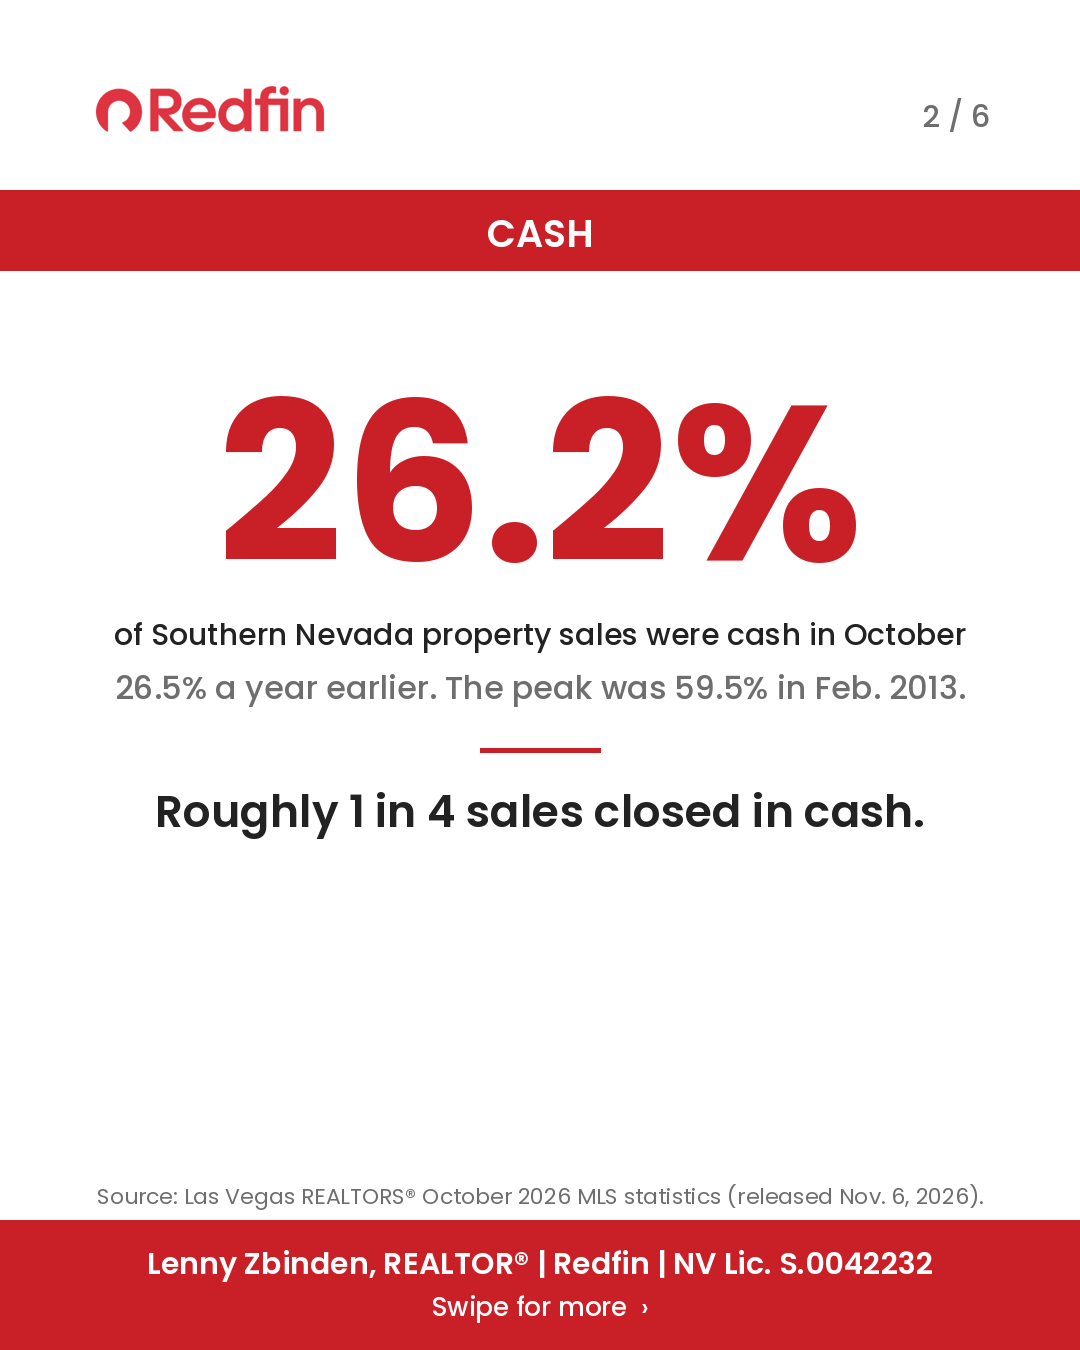 Redfin
2 / 6
CASH
26.2%
of Southern Nevada property sales were cash in October
26.5% a year earlier. The peak was 59.5% in Feb. 2013.
Roughly 1 in 4 sales closed in cash.
Source: Las Vegas REALTORS® October 2026 MLS statistics (released Nov. 6, 2026).
Lenny Zbinden, REALTOR® | Redfin | NV Lic. S.0042232
Swipe for more ›